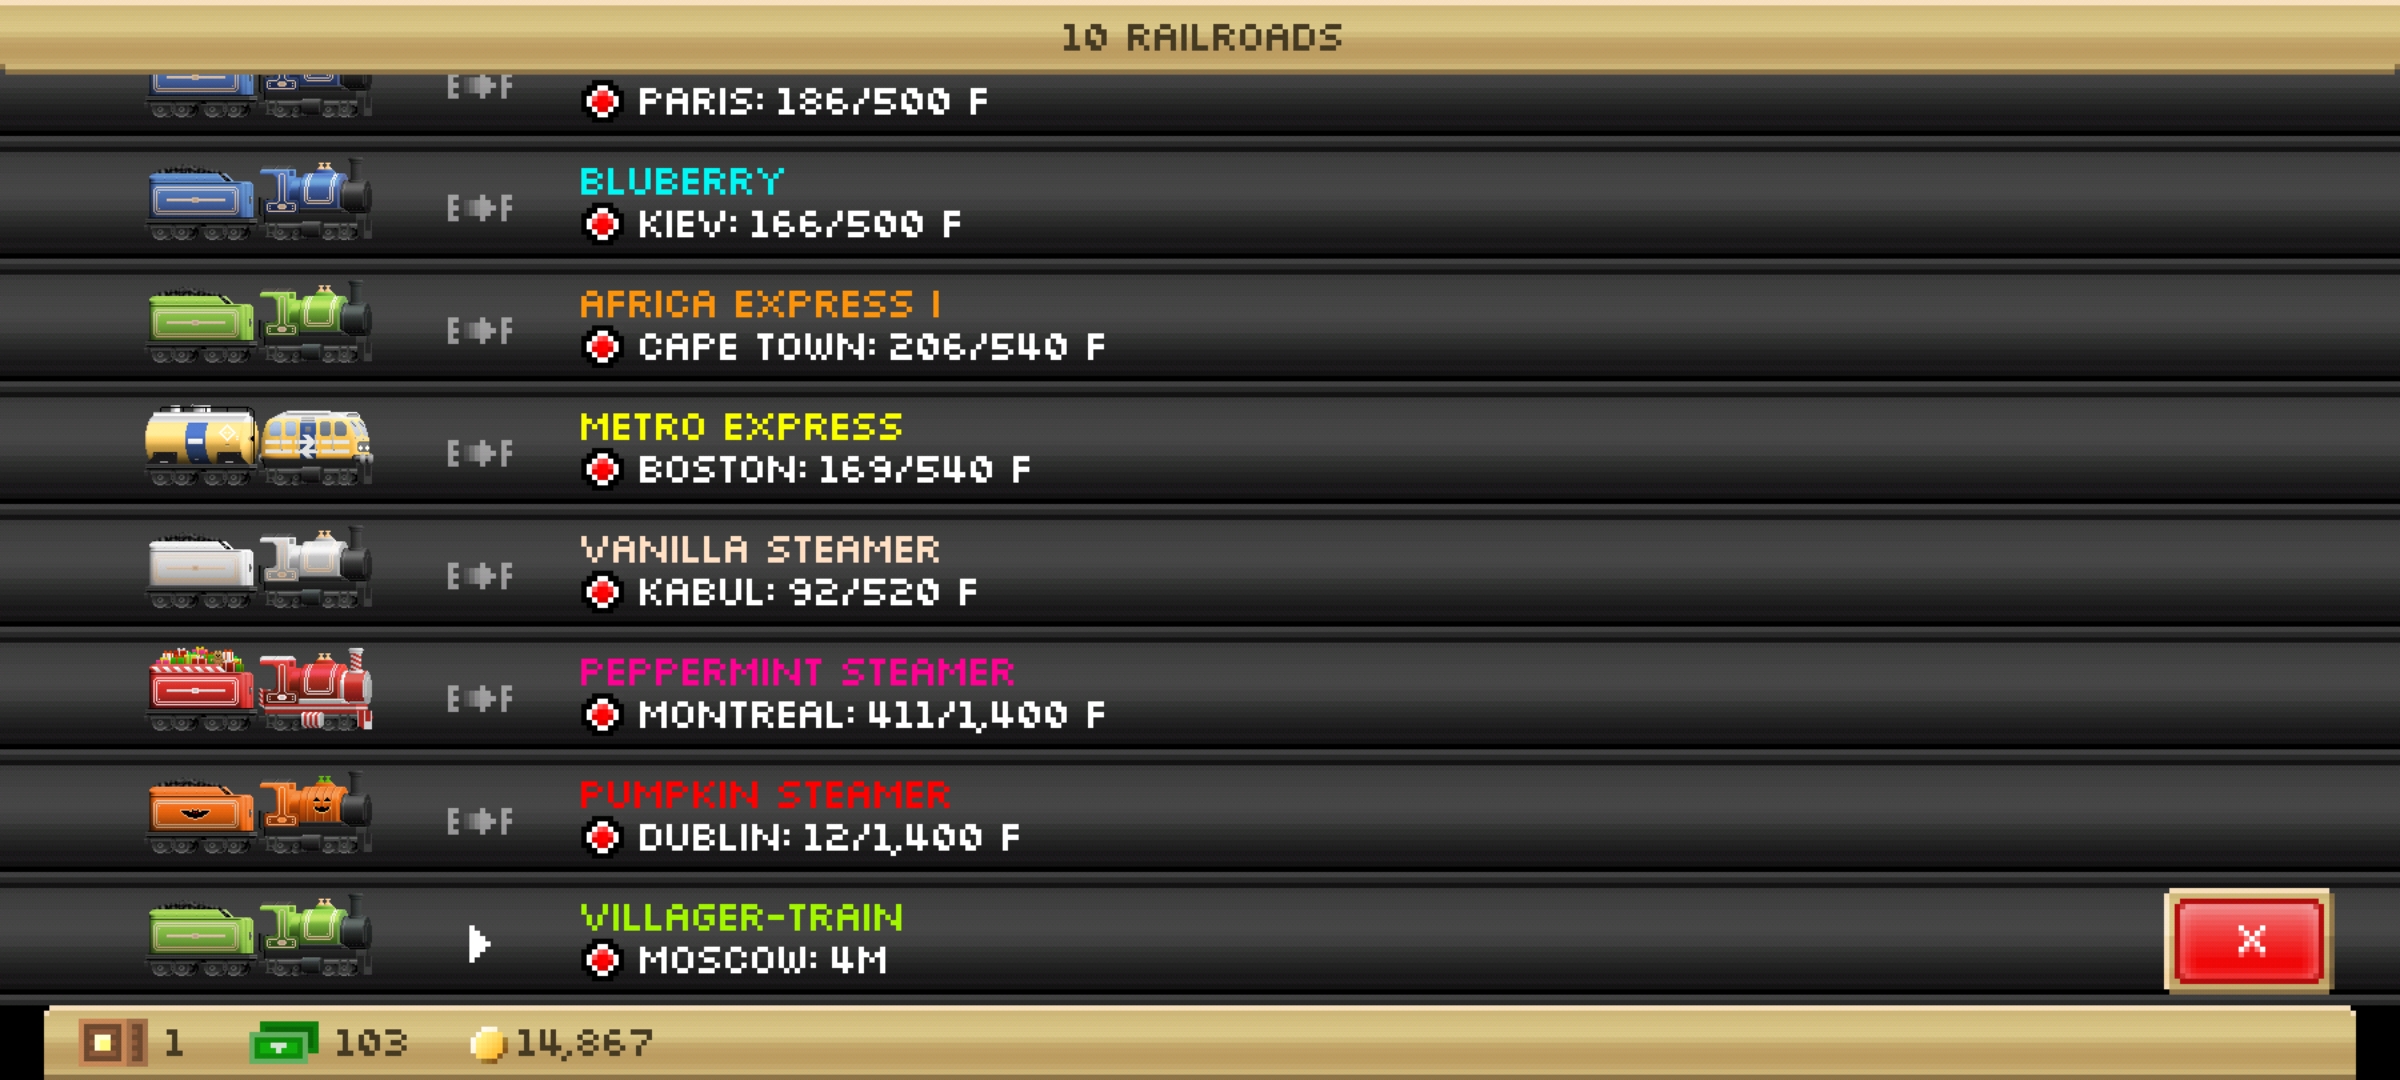 10 RAILROADS
E F
PARIS: 186/500 F
BLUBERRY
E F
KIEV: 166/500 F
AFRICA EXPRESS I
E F
CAPE TOWN: 206/540 F
METRO EXPRESS
E F
BOSTON: 169/540 F
VANILLA STEAMER
E F
KABUL: 92/520 F
PEPPERMINT STEAMER
E F
MONTREAL: 411/1,400 F
PUMPKIN STEAMER
E F
DUBLIN: 12/1,400 F
VILLAGER-TRAIN
MOSCOW: 4M
X
1 103 14,867